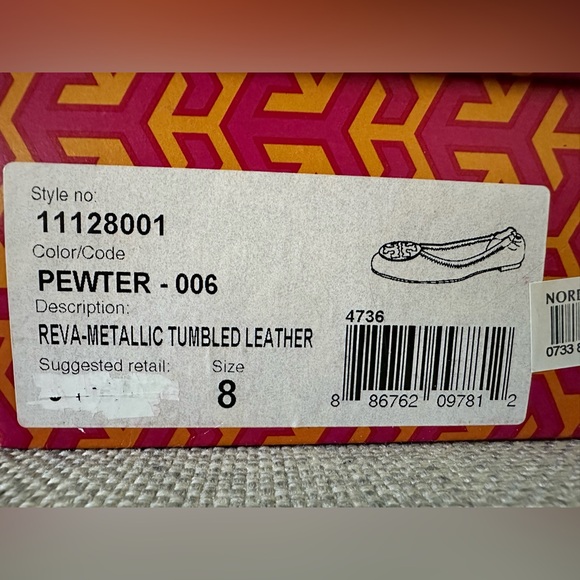 Style no:
11128001
Color/Code
PEWTER - 006
Description:
REVA-METALLIC TUMBLED LEATHER
Suggested retail:
Size
8
4736
8 86762 09781 2
NORD
0733 8